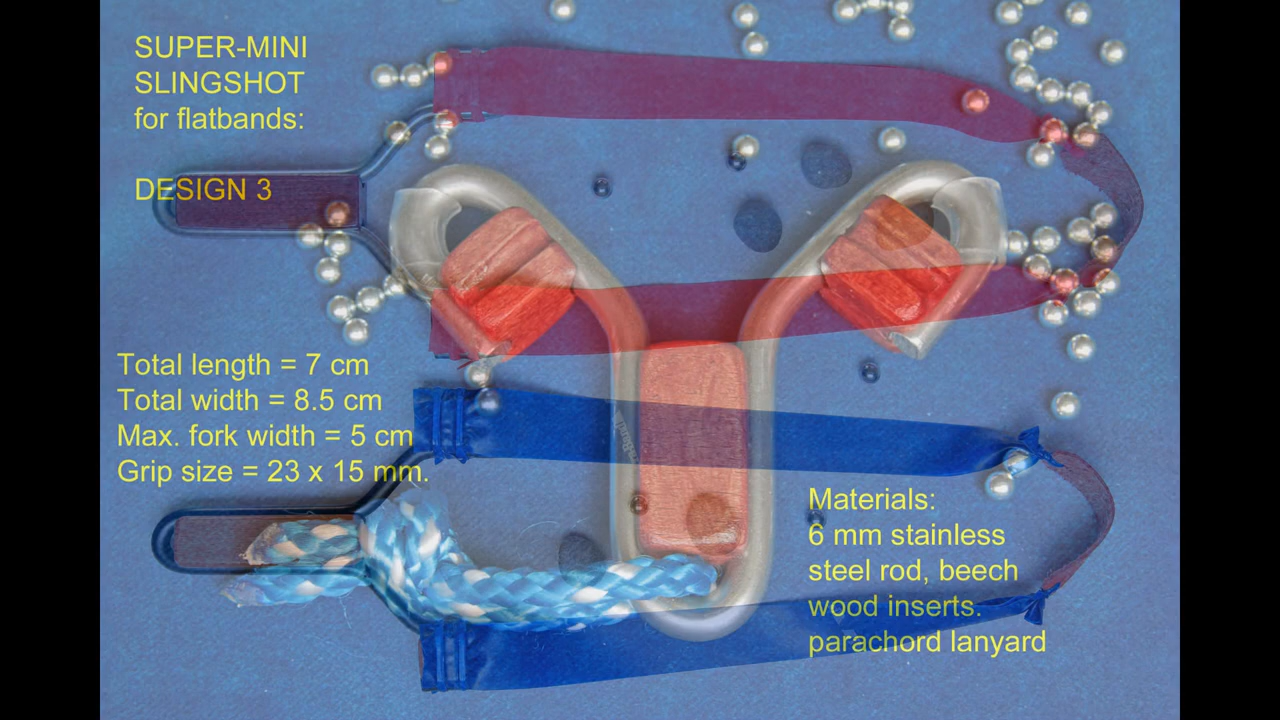 SUPER-MINI
SLINGSHOT
for flatbands:
DESIGN 3
Total length = 7 cm
Total width = 8.5 cm
Max. fork width = 5 cm
Grip size = 23 x 15 mm.
Materials:
6 mm stainless
steel rod, beech
wood inserts.
parachord lanyard